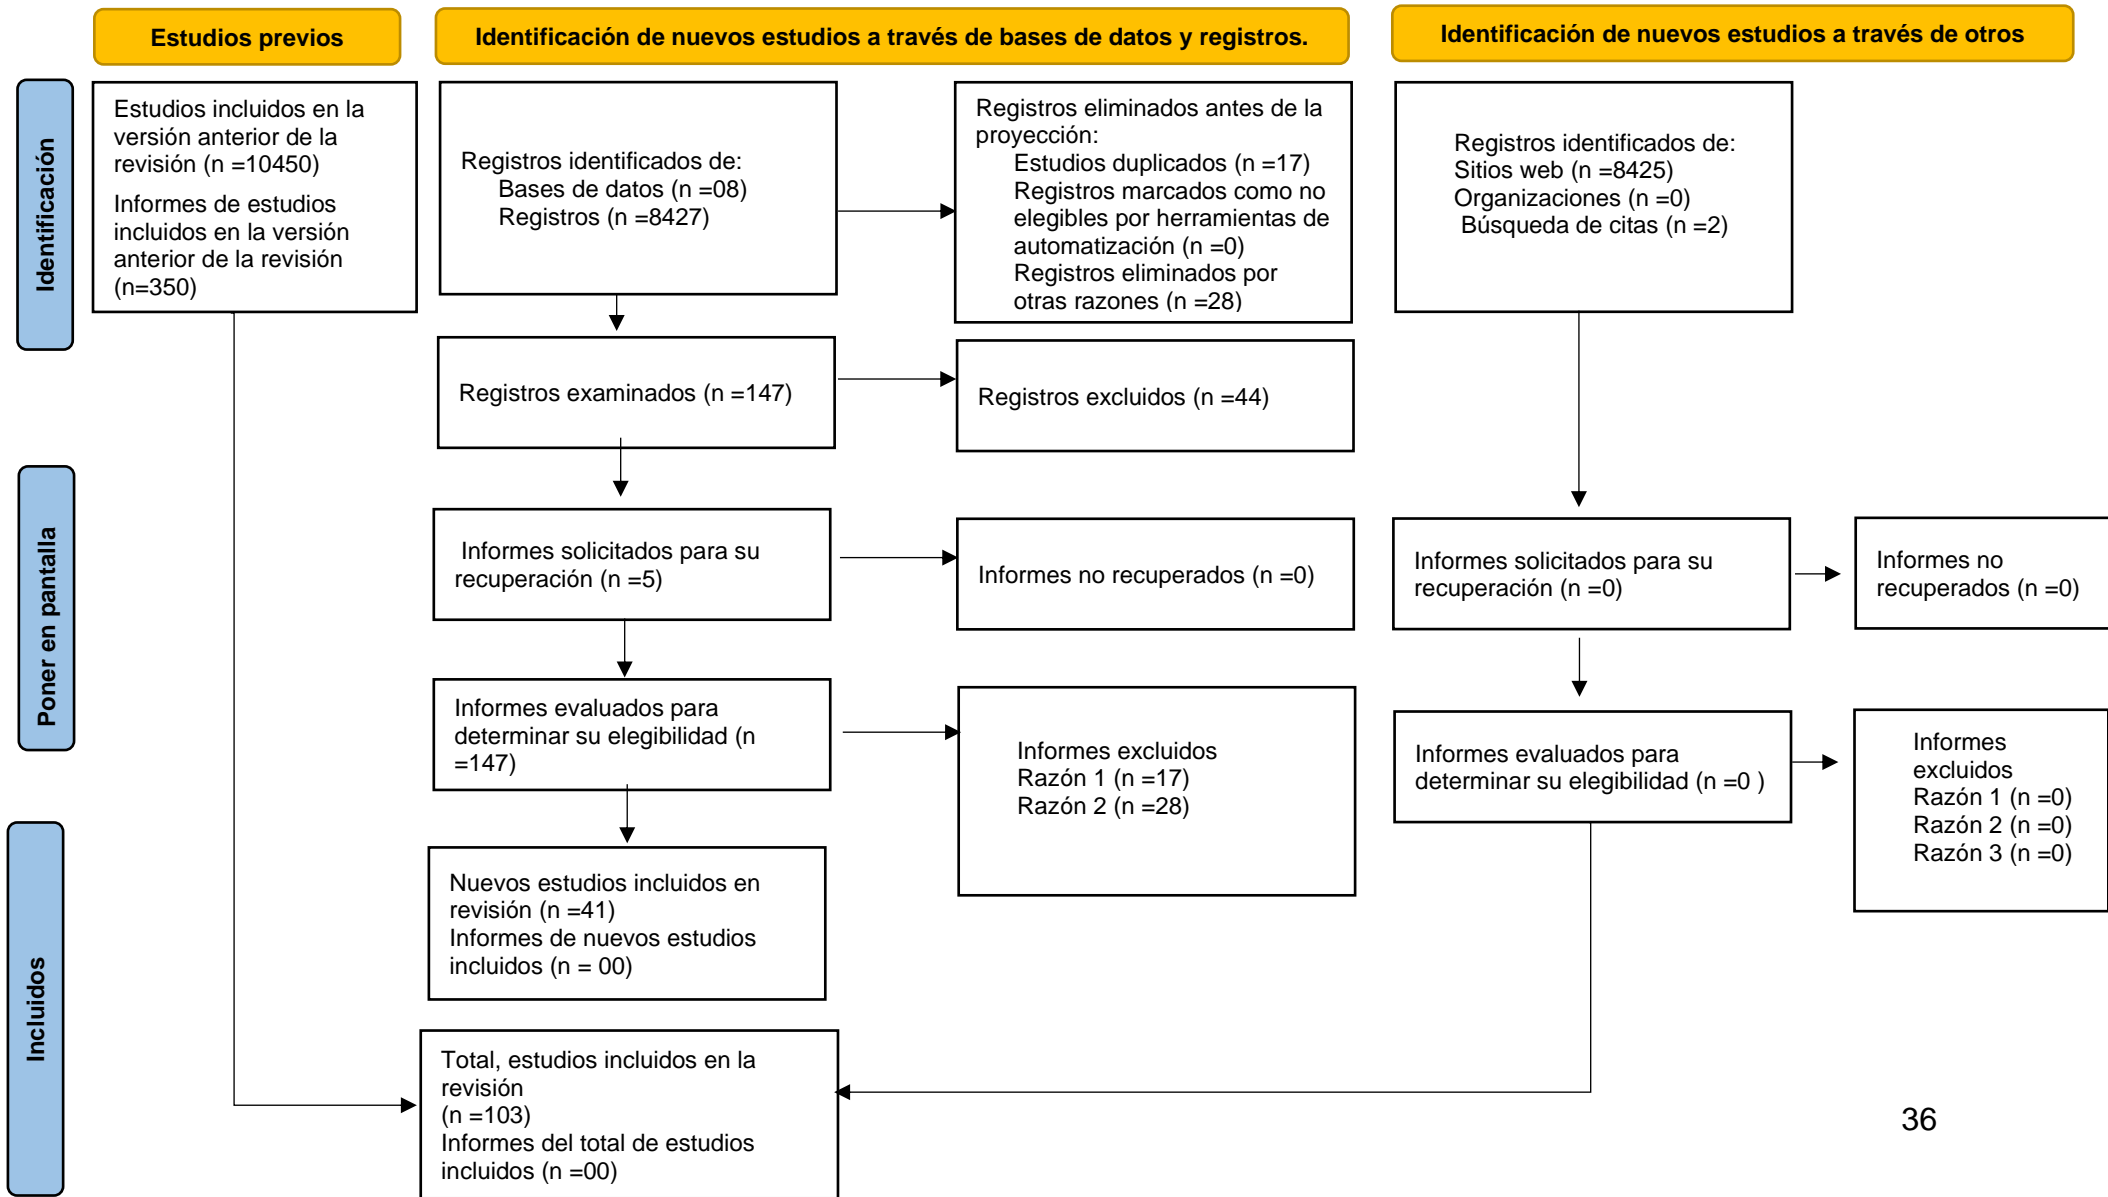 Estudios previos
Identificación de nuevos estudios a través de bases de datos y registros.
Identificación de nuevos estudios a través de otros
Identificación
Estudios incluidos en la
versión anterior de la
revisión (n =10450)
Informes de estudios
incluidos en la versión
anterior de la revisión
(n=350)
Registros identificados de:
Bases de datos (n =08)
Registros (n =8427)
Registros eliminados antes de la
proyección:
Estudios duplicados (n =17)
Registros marcados como no
elegibles por herramientas de
automatización (n =0)
Registros eliminados por
otras razones (n =28)
Registros identificados de:
Sitios web (n =8425)
Organizaciones (n =0)
Búsqueda de citas (n =2)
Registros examinados (n =147)
Registros excluidos (n =44)
Poner en pantalla
Informes solicitados para su
recuperación (n =5)
Informes no recuperados (n =0)
Informes solicitados para su
recuperación (n =0)
Informes no
recuperados (n =0)
Informes evaluados para
determinar su elegibilidad (n
=147)
Informes excluidos
Razón 1 (n =17)
Razón 2 (n =28)
Informes evaluados para
determinar su elegibilidad (n =0 )
Informes
excluidos
Razón 1 (n =0)
Razón 2 (n =0)
Razón 3 (n =0)
Incluidos
Nuevos estudios incluidos en
revisión (n =41)
Informes de nuevos estudios
incluidos (n = 00)
Total, estudios incluidos en la
revisión
(n =103)
Informes del total de estudios
incluidos (n =00)
36